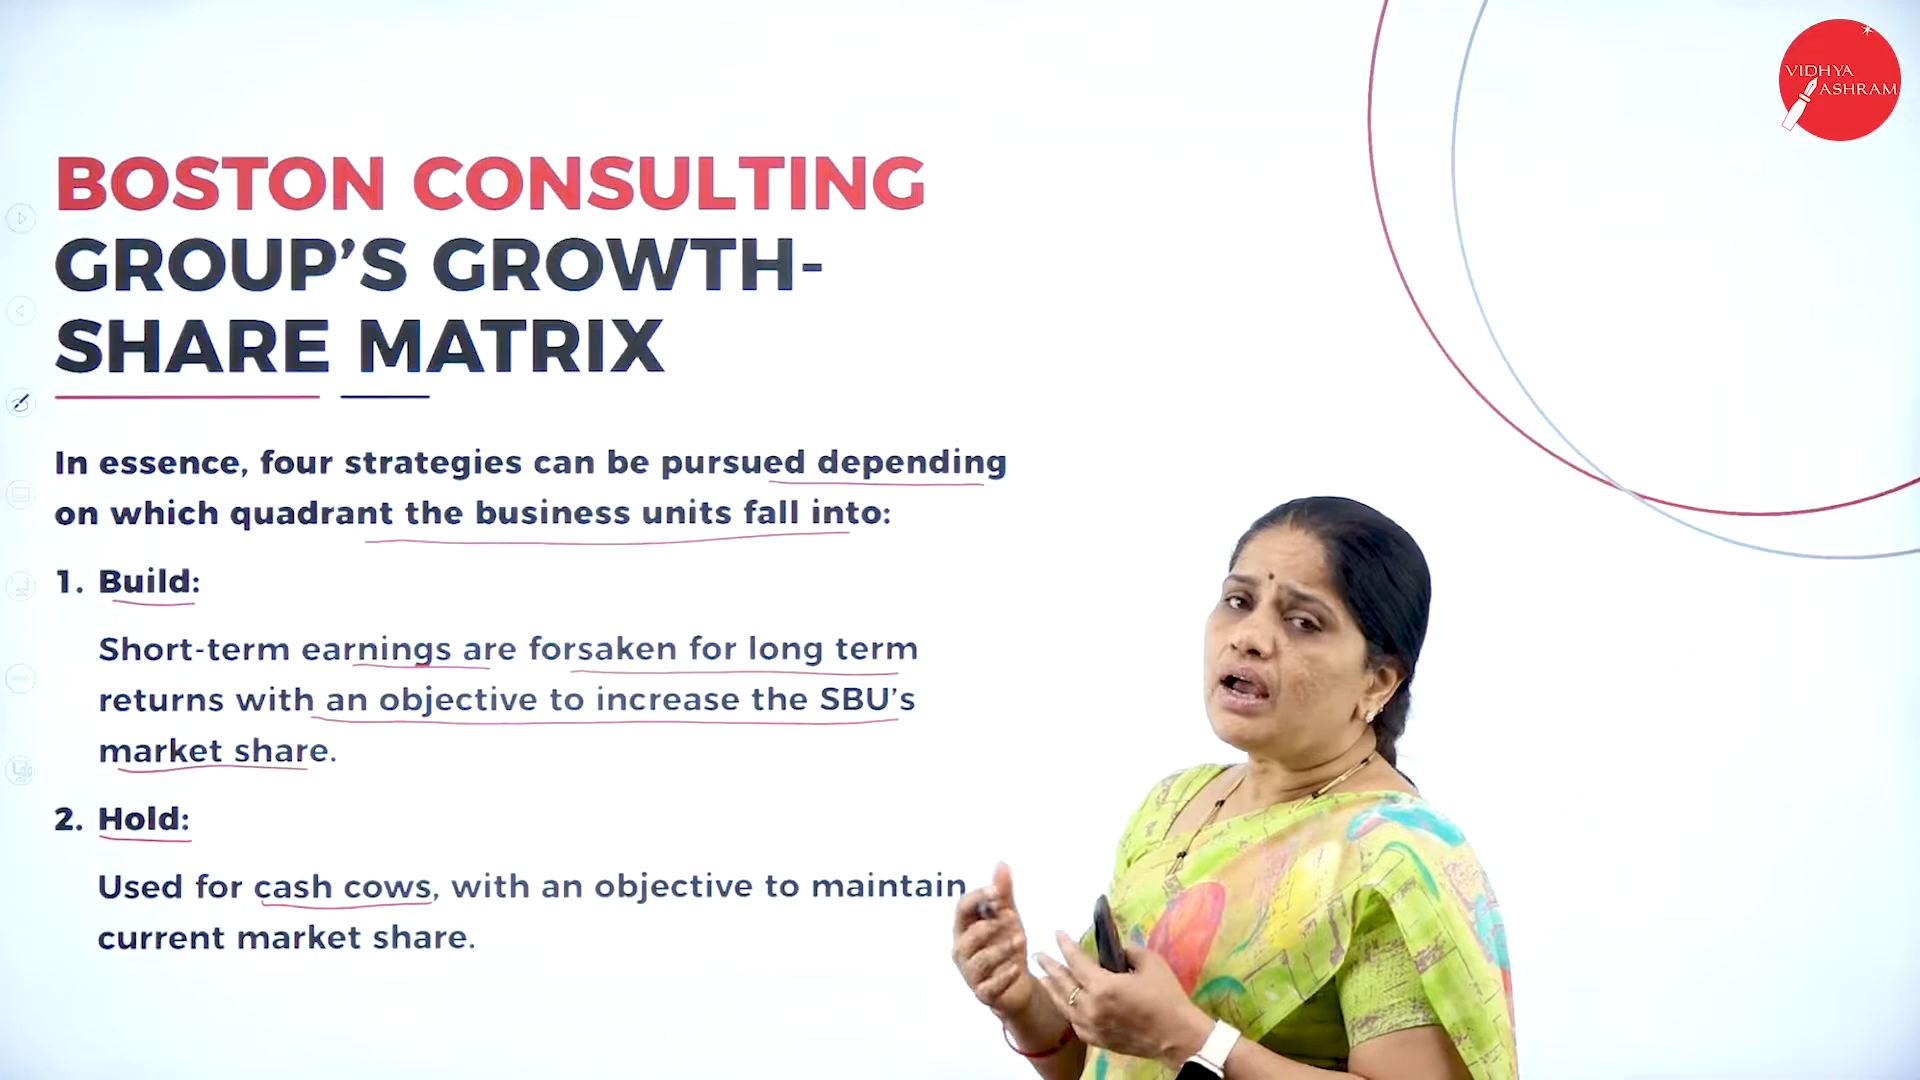 VIDHYA
ASHRAM
BOSTON CONSULTING
GROUP’S GROWTH-
SHARE MATRIX
In essence, four strategies can be pursued depending
on which quadrant the business units fall into:
1. Build:
Short-term earnings are forsaken for long term
returns with an objective to increase the SBU’s
market share.
2. Hold:
Used for cash cows, with an objective to maintain
current market share.